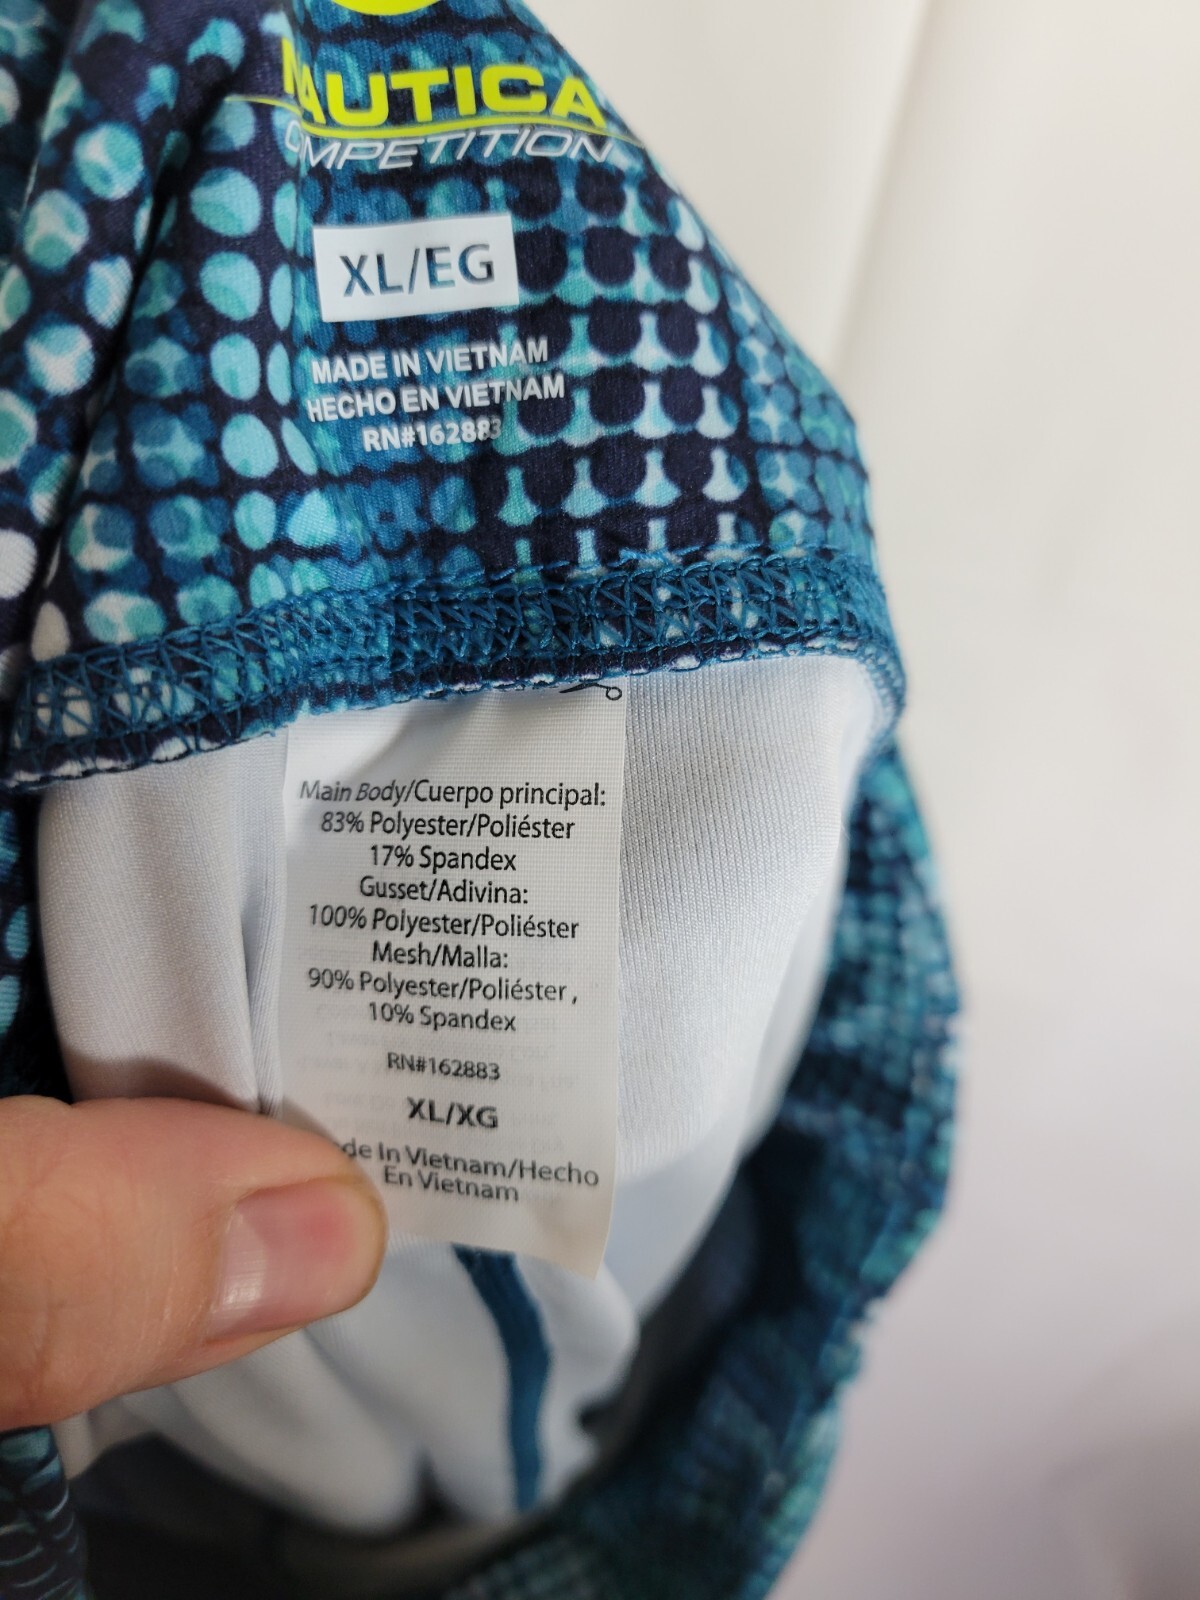 NAUTICA
COMPETITION
XL/EG
MADE IN VIETNAM
HECHO EN VIETNAM
RN#162883
Main Body/Cuerpo principal:
83% Polyester/Poliéster
17% Spandex
Gusset/Adivina:
100% Polyester/Poliéster
Mesh/Malla:
90% Polyester/Poliéster ,
10% Spandex
RN#162883
XL/XG
de In Vietnam/Hecho
En Vietnam